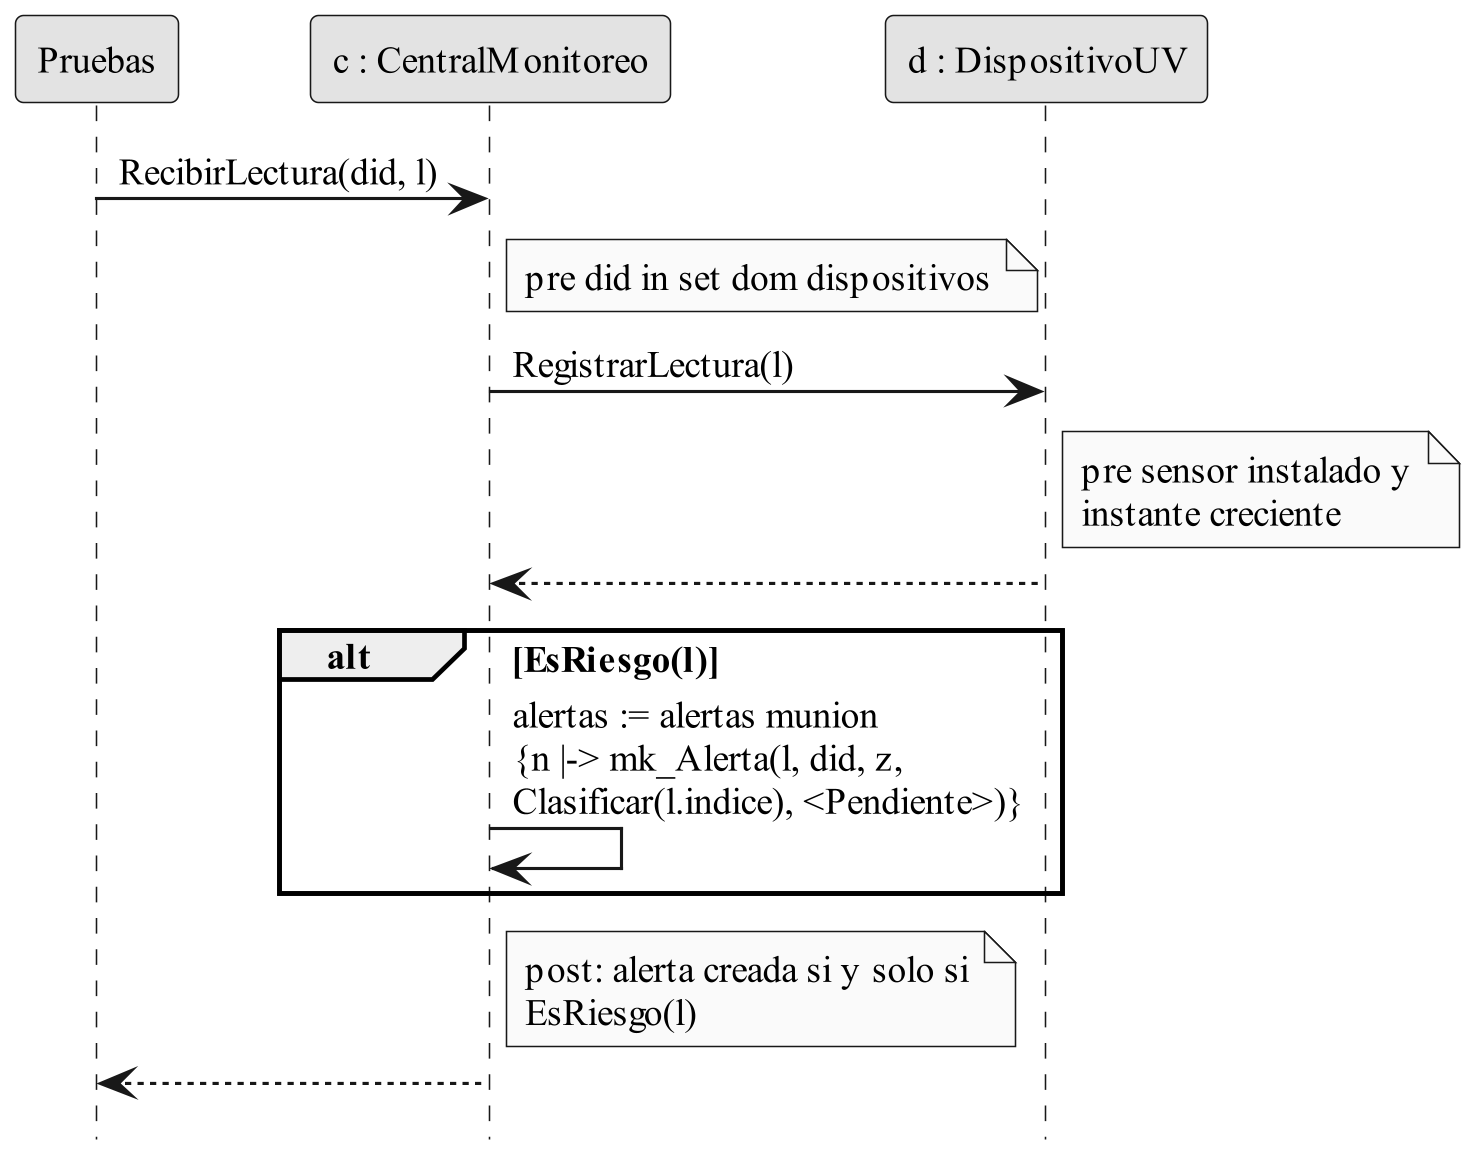 Pruebas
c : CentralMonitoreo
d : DispositivoUV
RecibirLectura(did, l)
pre did in set dom dispositivos
RegistrarLectura(l)
pre sensor instalado y
instante creciente
alt
[EsRiesgo(l)]
alertas := alertas munion
{n |-> mk_Alerta(l, did, z,
Clasificar(l.indice), <Pendiente>)}
post: alerta creada si y solo si
EsRiesgo(l)